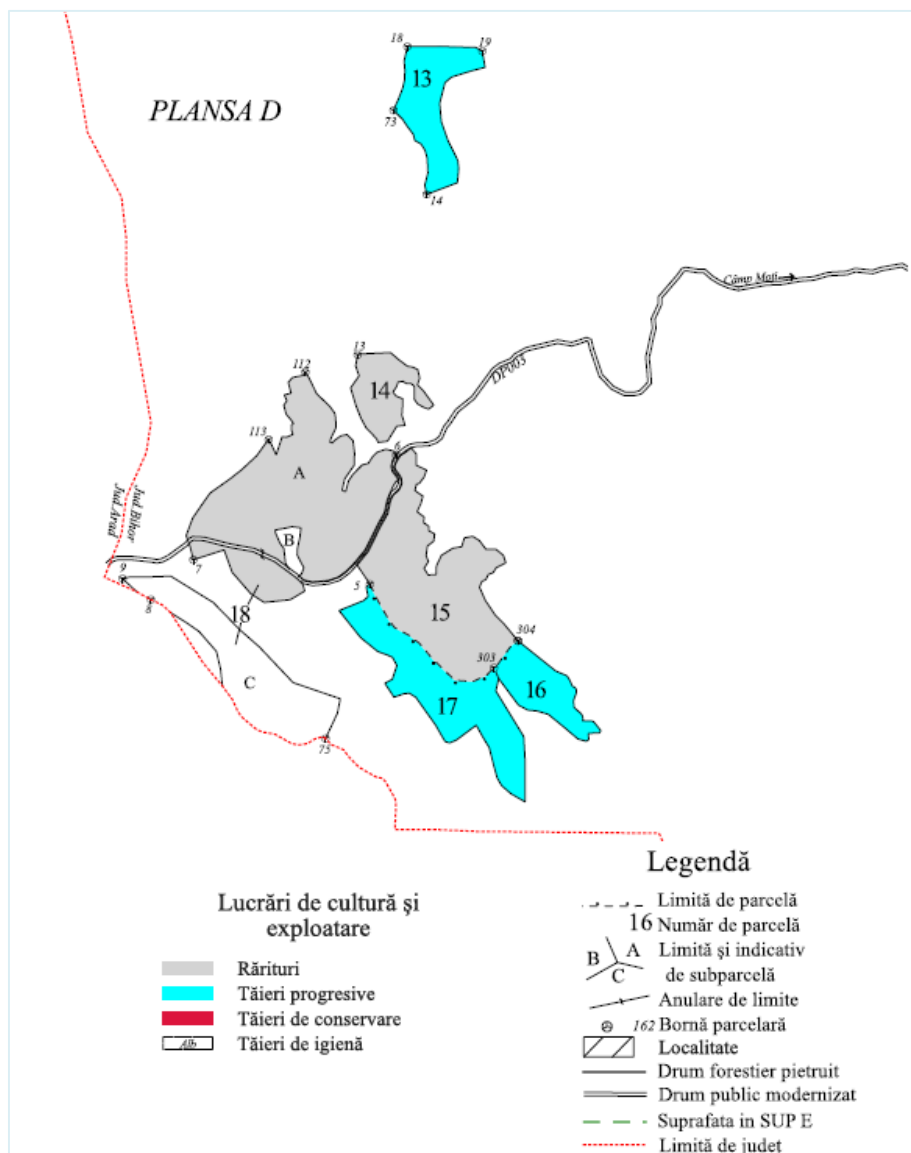 18
19
13
PLANSA D
73
14
Câmp Moți
13
112
DP003
14
113
6
A
Jud.Bihor
Jud.Arad
B
7
9
5
8
18
15
304
303
C
16
17
75
Legendă
Lucrări de cultură și
exploatare
Rărituri
Tăieri progresive
Tăieri de conservare
Alb Tăieri de igienă
Limită de parcelă
16 Număr de parcelă
B A C Limită și indicativ
de subparcelă
Anulare de limite
162 Bornă parcelară
Localitate
Drum forestier pietruit
Drum public modernizat
Suprafata in SUP E
Limită de județ